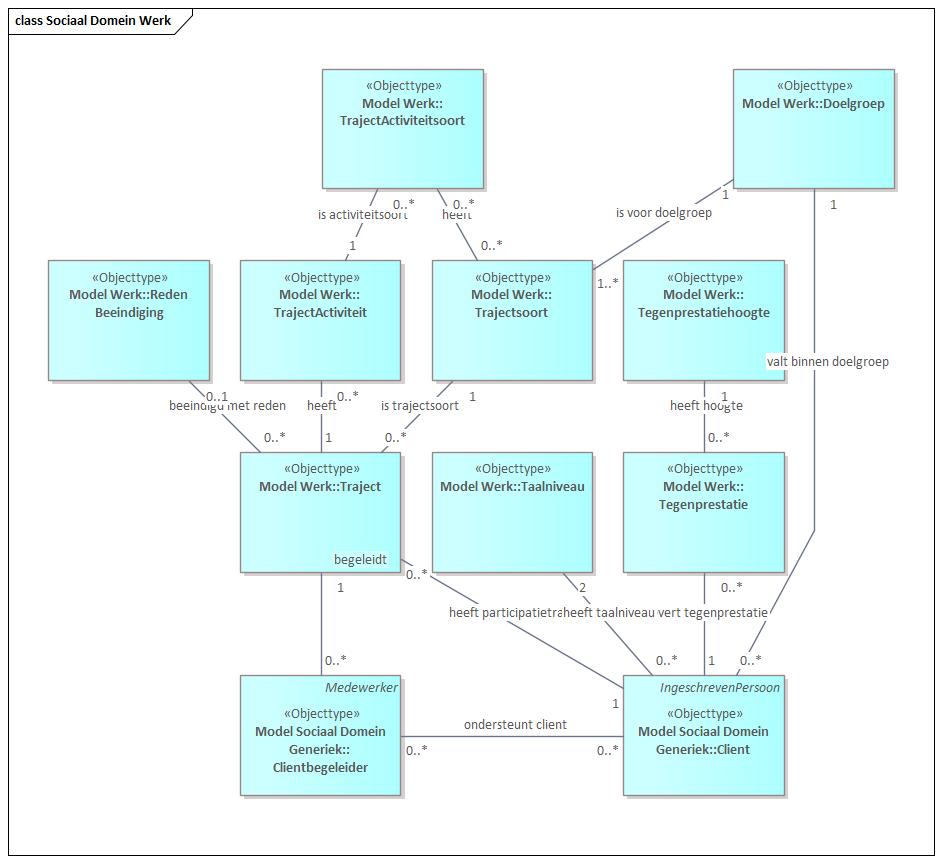 class Sociaal Domein Werk
«Objecttype»
Model Werk::
TrajectActiviteitsoort
«Objecttype»
Model Werk::Doelgroep
0..*
0..*
1
1
is activiteitsoort
heeft
is voor doelgroep
1
0..*
1..*
«Objecttype»
Model Werk::Reden
Beeindiging
«Objecttype»
Model Werk::
TrajectActiviteit
«Objecttype»
Model Werk::
Trajectsoort
«Objecttype»
Model Werk::
Tegenprestatiehoogte
valt binnen doelgroep
0..1
0..*
1
1
beeindigd met reden
heeft
is trajectsoort
heeft hoogte
0..*
1
0..*
0..*
«Objecttype»
Model Werk::Traject
«Objecttype»
Model Werk::Taalniveau
«Objecttype»
Model Werk::
Tegenprestatie
begeleidt
0..*
1
2
0..*
heeft taalniveau
vert tegenprestatie
heeft
0..*
0..*
1
0..*
1
Medewerker
«Objecttype»
Model Sociaal Domein
Generiek::
Clientbegeleider
ondersteunt client
0..*
0..*
IngeschrevenPersoon
«Objecttype»
Model Sociaal Domein
Generiek::Client